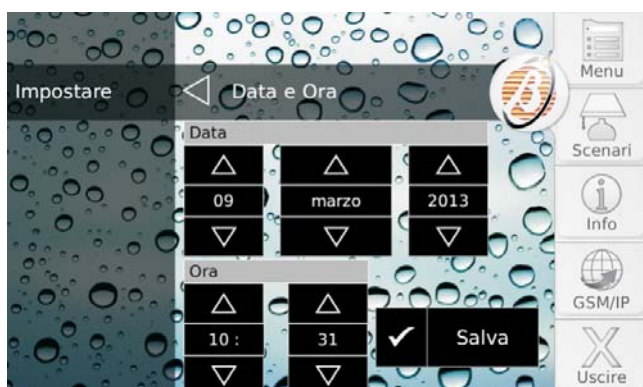 Impostare
Data e Ora
Data
09 marzo 2013
Ora
10 : 31
Salva
Menu
Scenari
Info
GSM/IP
Uscire